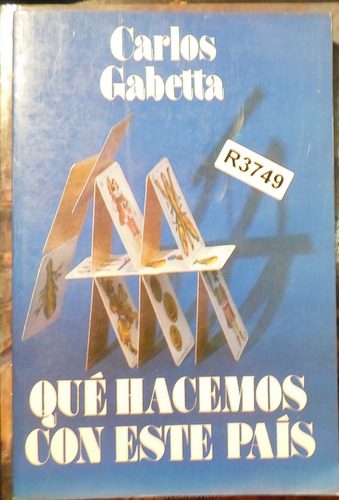 Carlos
Gabetta
R3749
QUÉ HACEMOS
CON ESTE PAÍS